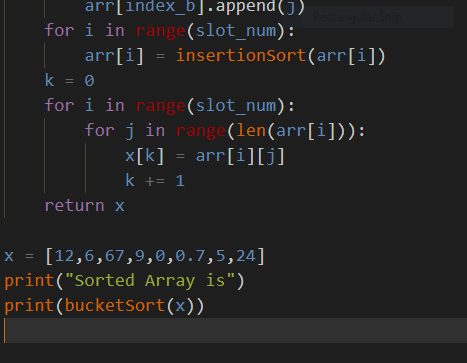 arr[index_b].append(j)
Rectangular Snip
for i in range(slot_num):
arr[i] = insertionSort(arr[i])
k = 0
for i in range(slot_num):
for j in range(len(arr[i])):
x[k] = arr[i][j]
k += 1
return x
x = [12,6,67,9,0,0.7,5,24]
print("Sorted Array is")
print(bucketSort(x))